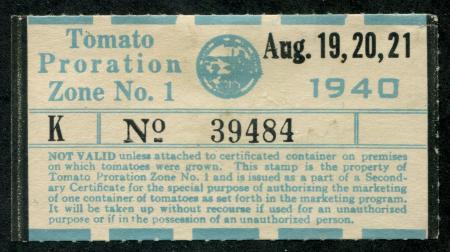 Tomato
Proration
Zone No. 1
Aug. 19, 20, 21
1940
K No 39484
NOT VALID unless attached to certificated container on premises
on which tomatoes were grown. This stamp is the property of
Tomato Proration Zone No. 1 and is issued as a part of a Second-
ary Certificate for the special purpose of authorizing the marketing
of one container of tomatoes as set forth in the marketing program.
It will be taken up without recourse if used for an unauthorized
purpose or if in the possession of an unauthorized person.